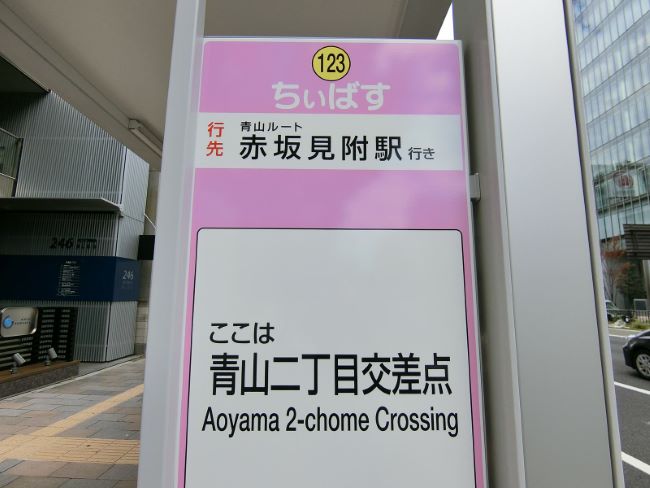 123
ちぃばす
行先
青山ルート
赤坂見附駅行き
ここは
青山二丁目交差点
Aoyama 2-chome Crossing
246
246